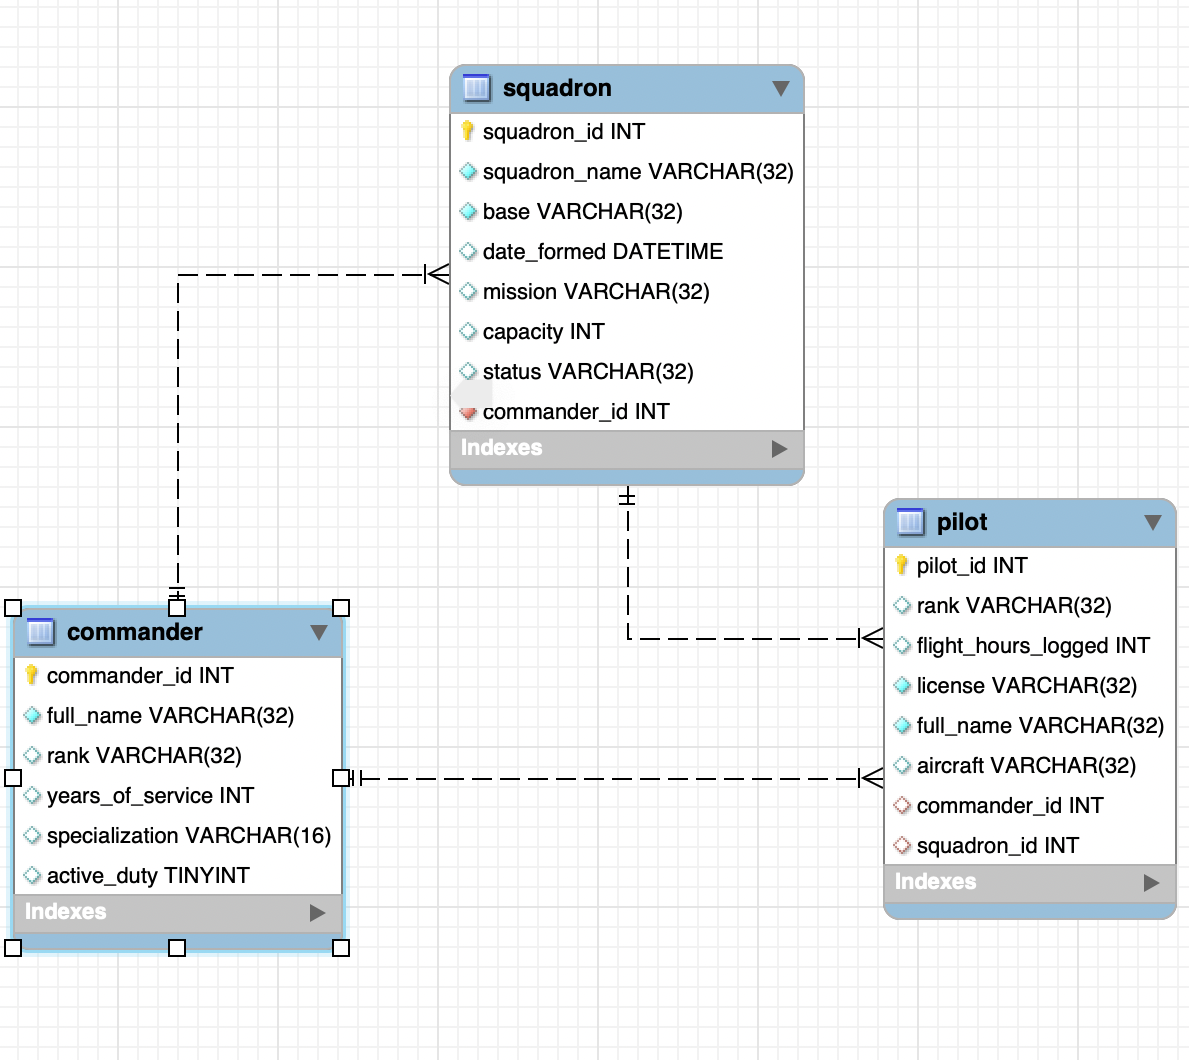 squadron
squadron_id INT
squadron_name VARCHAR(32)
base VARCHAR(32)
date_formed DATETIME
mission VARCHAR(32)
capacity INT
status VARCHAR(32)
commander_id INT
Indexes
pilot
pilot_id INT
rank VARCHAR(32)
flight_hours_logged INT
license VARCHAR(32)
full_name VARCHAR(32)
aircraft VARCHAR(32)
commander_id INT
squadron_id INT
Indexes
commander
commander_id INT
full_name VARCHAR(32)
rank VARCHAR(32)
years_of_service INT
specialization VARCHAR(16)
active_duty TINYINT
Indexes